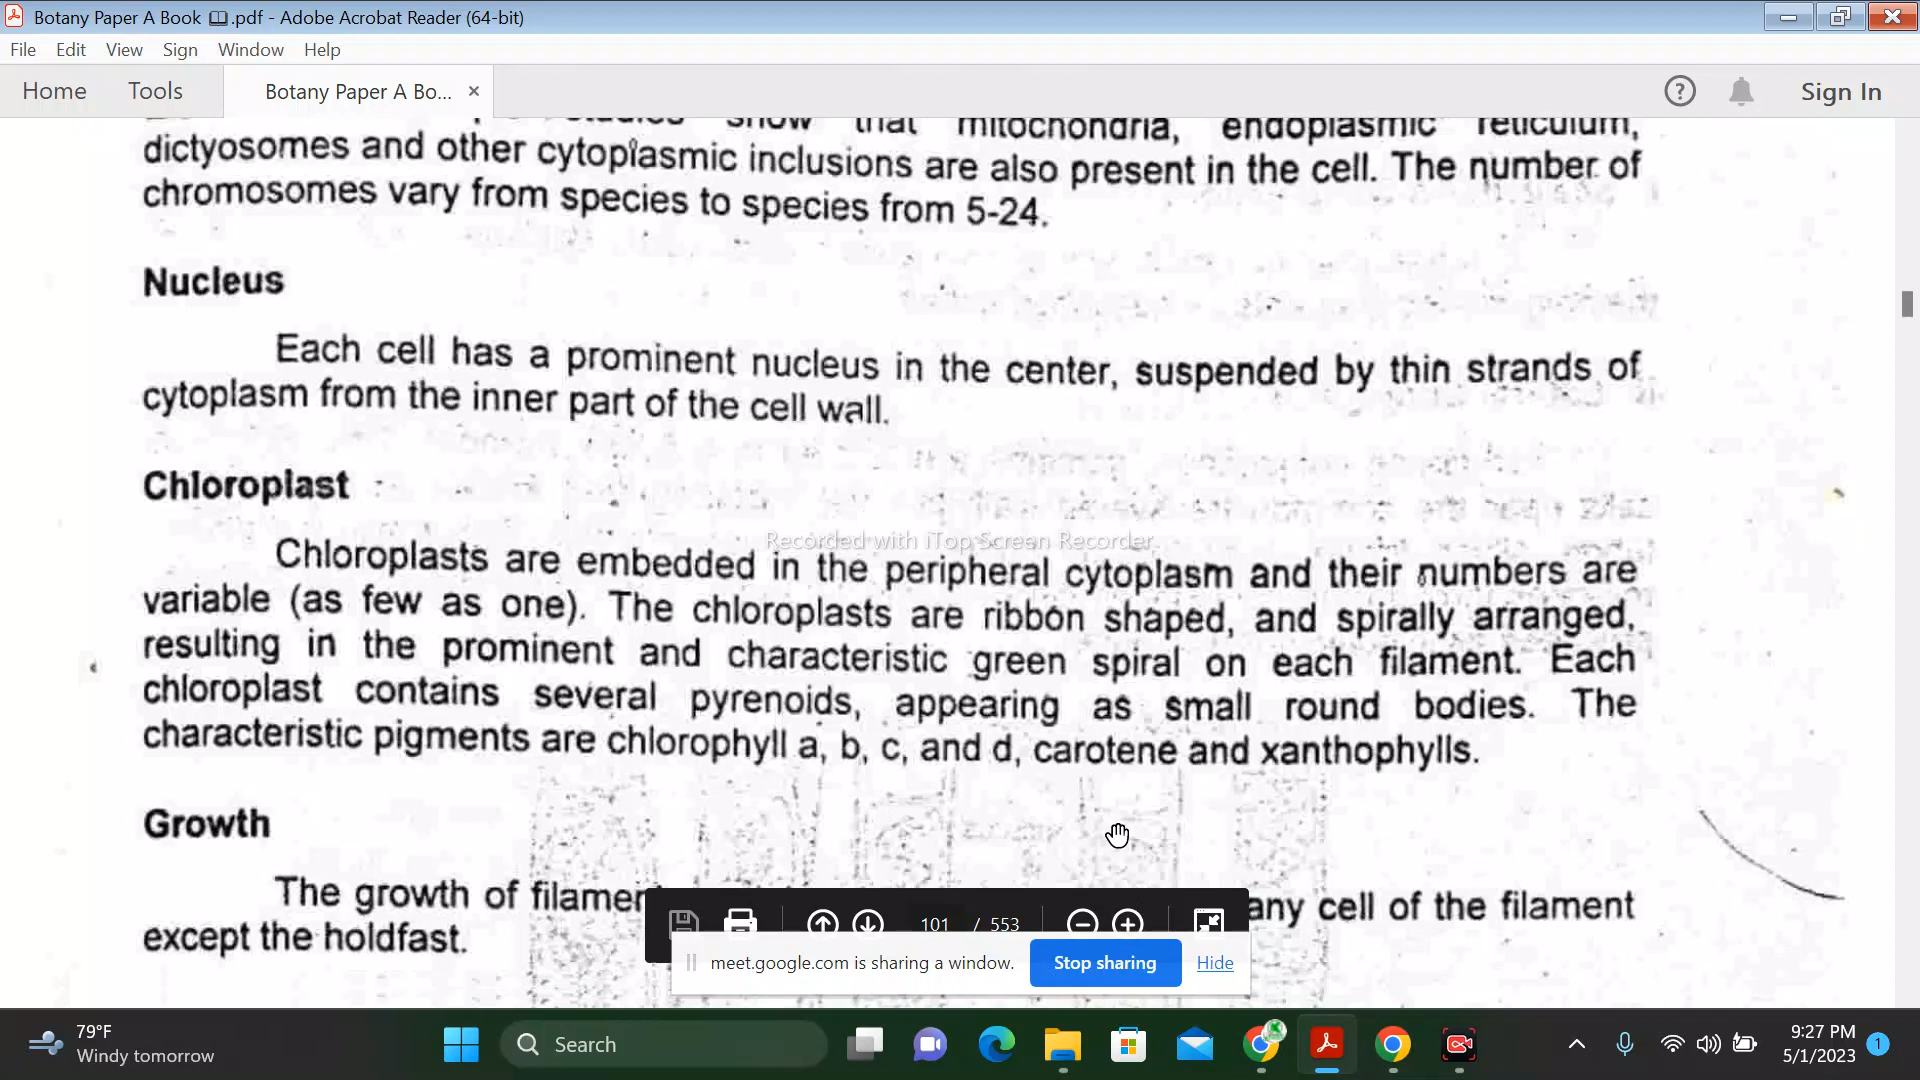 Botany Paper A Book 📖.pdf - Adobe Acrobat Reader (64-bit)
File Edit View Sign Window Help
Home Tools Botany Paper A Bo... × Sign In
studies show that mitochondria, endoplasmic reticulum,
dictyosomes and other cytoplasmic inclusions are also present in the cell. The number of
chromosomes vary from species to species from 5-24.
Nucleus
Each cell has a prominent nucleus in the center, suspended by thin strands of
cytoplasm from the inner part of the cell wall.
Chloroplast
Recorded with iTop Screen Recorder
Chloroplasts are embedded in the peripheral cytoplasm and their numbers are
variable (as few as one). The chloroplasts are ribbon shaped, and spirally arranged,
resulting in the prominent and characteristic green spiral on each filament. Each
chloroplast contains several pyrenoids, appearing as small round bodies. The
characteristic pigments are chlorophyll a, b, c, and d, carotene and xanthophylls.
Growth
The growth of filamen any cell of the filament
except the holdfast.
101 / 553
meet.google.com is sharing a window. Stop sharing Hide
79°F
Windy tomorrow
Search
9:27 PM
5/1/2023
1